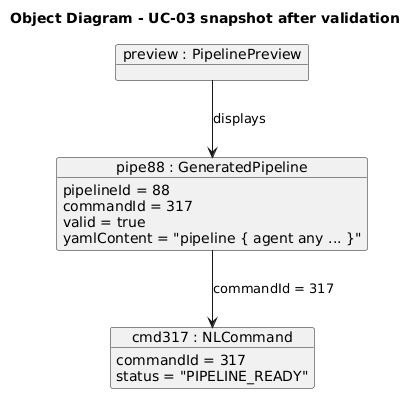 Object Diagram - UC-03 snapshot after validation
preview : PipelinePreview
displays
pipe88 : GeneratedPipeline
pipelineId = 88
commandId = 317
valid = true
yamlContent = "pipeline { agent any ... }"
commandId = 317
cmd317 : NLCommand
commandId = 317
status = "PIPELINE_READY"